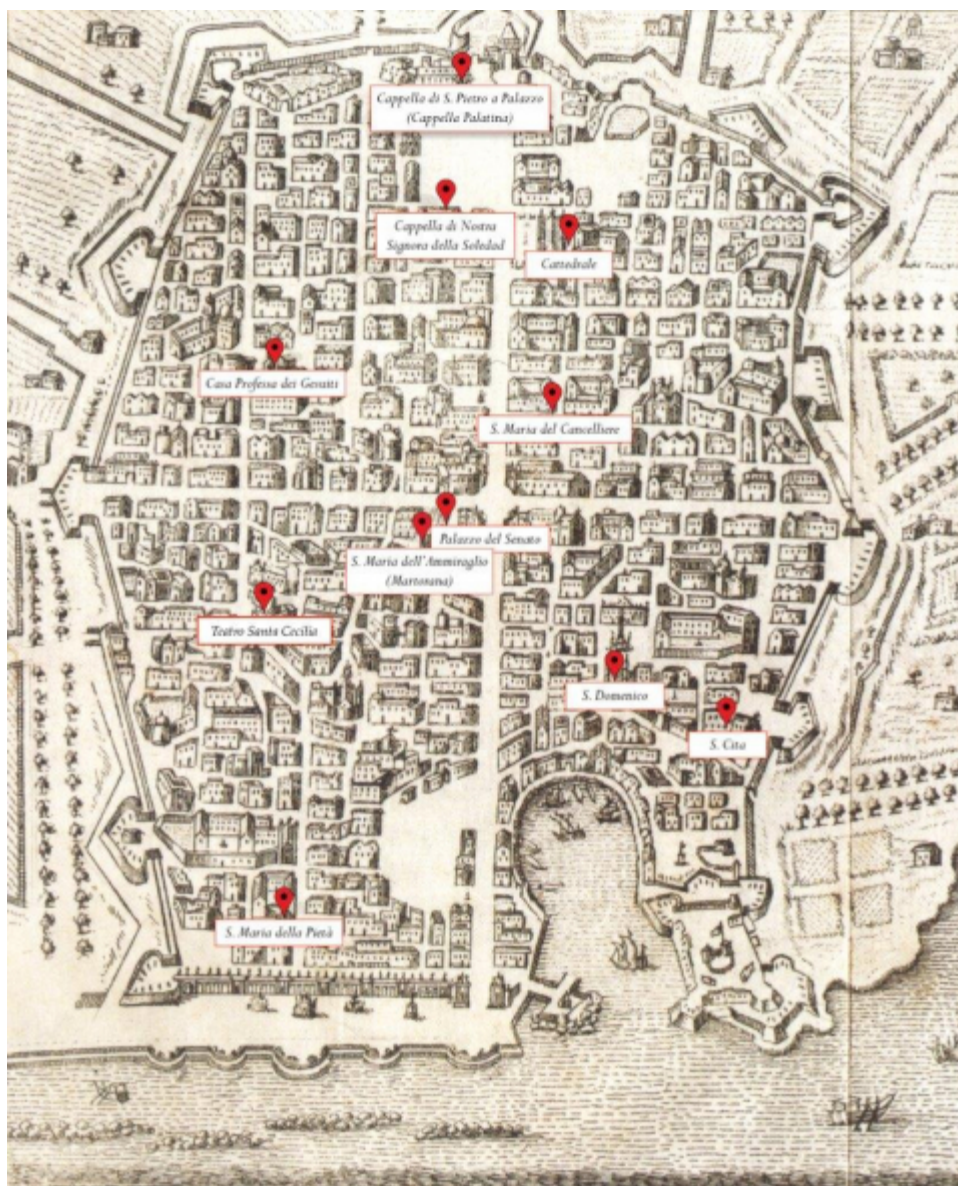 Cappella di S. Pietro a Palazzo
(Cappella Palatina)
Cappella di Nostra
Signora della Soledad
Cattedrale
Casa Professa dei Gesuiti
S. Maria del Cancelliere
Palazzo del Senato
S. Maria dell'Ammiraglio
(Martorana)
Teatro Santa Cecilia
S. Domenico
S. Cita
S. Maria della Pietà